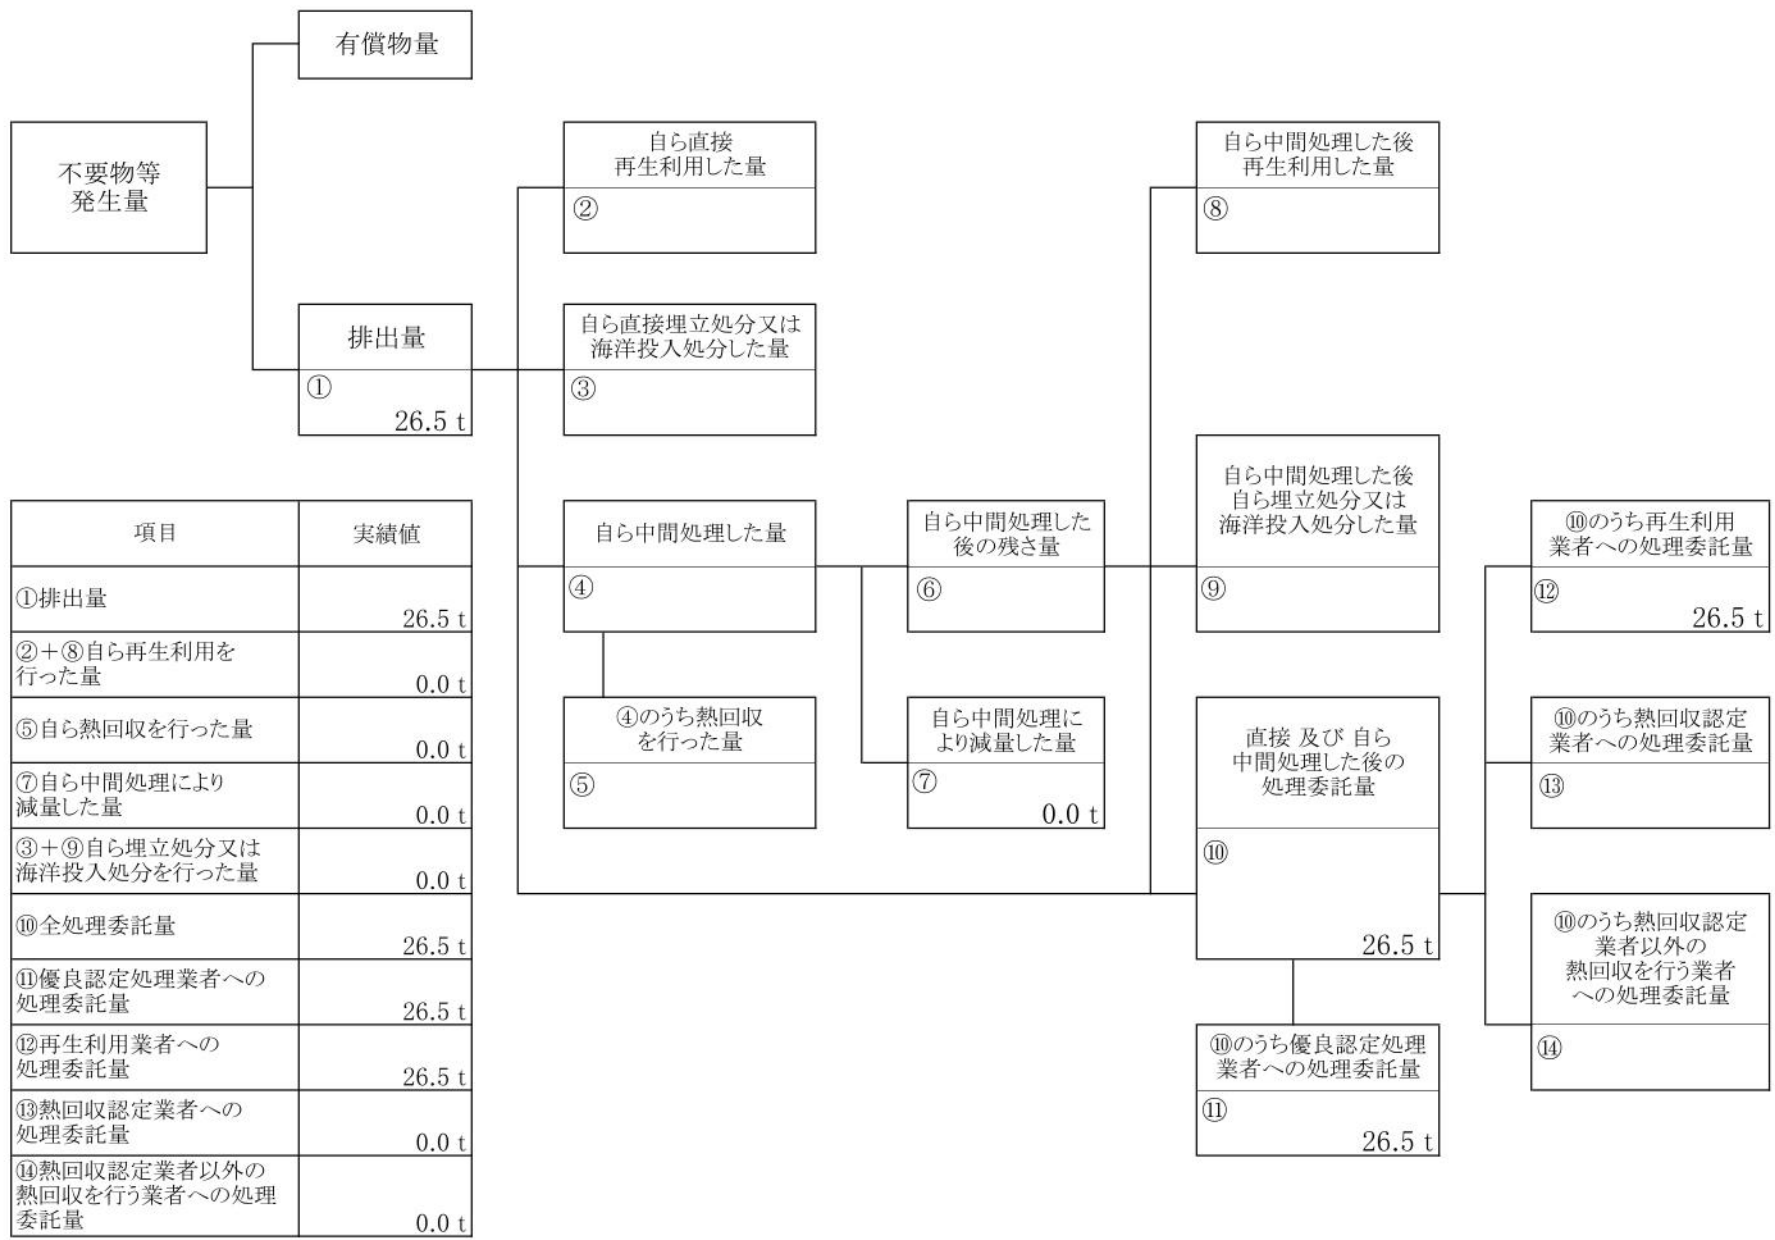 有償物量
不要物等
発生量
自ら直接
再生利用した量
②
自ら中間処理した後
再生利用した量
⑧
排出量
①
26.5 t
自ら直接埋立処分又は
海洋投入処分した量
③
自ら中間処理した量
④
自ら中間処理した
後の残さ量
⑥
自ら中間処理した後
自ら埋立処分又は
海洋投入処分した量
⑨
⑩のうち再生利用
業者への処理委託量
⑫
26.5 t
④のうち熱回収
を行った量
⑤
自ら中間処理に
より減量した量
⑦
0.0 t
直接 及び 自ら
中間処理した後の
処理委託量
⑩
26.5 t
⑩のうち熱回収認定
業者への処理委託量
⑬
⑩のうち熱回収認定
業者以外の
熱回収を行う業者
への処理委託量
⑭
⑩のうち優良認定処理
業者への処理委託量
⑪
26.5 t
項目 実績値
①排出量
26.5 t
②+⑧自ら再生利用を
行った量
0.0 t
⑤自ら熱回収を行った量
0.0 t
⑦自ら中間処理により
減量した量
0.0 t
③+⑨自ら埋立処分又は
海洋投入処分を行った量
0.0 t
⑩全処理委託量
26.5 t
⑪優良認定処理業者への
処理委託量
26.5 t
⑫再生利用業者への
処理委託量
26.5 t
⑬熱回収認定業者への
処理委託量
0.0 t
⑭熱回収認定業者以外の
熱回収を行う業者への処理
委託量
0.0 t